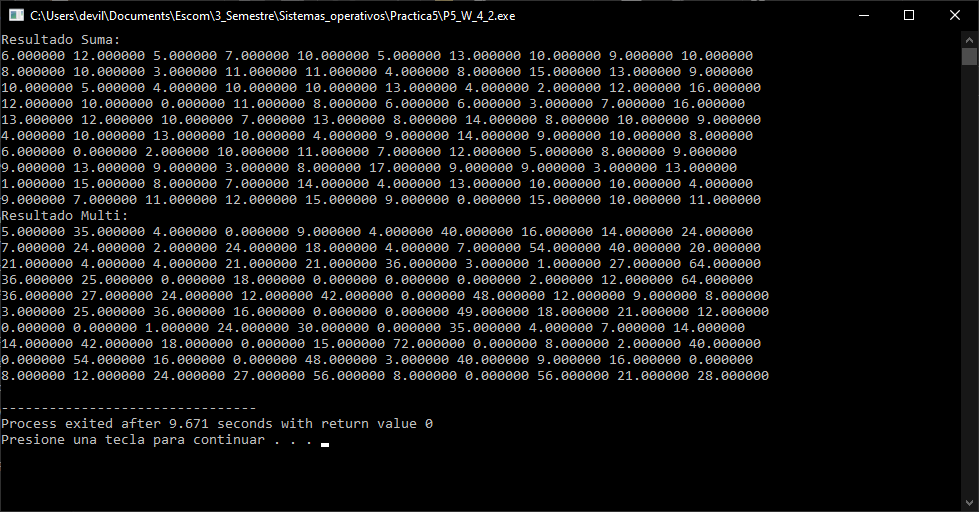 C:\Users\devil\Documents\Escom\3_Semestre\Sistemas_operativos\Practica5\P5_W_4_2.exe
Resultado Suma:
6.000000 12.000000 5.000000 7.000000 10.000000 5.000000 13.000000 10.000000 9.000000 10.000000
8.000000 10.000000 3.000000 11.000000 11.000000 4.000000 8.000000 15.000000 13.000000 9.000000
10.000000 5.000000 4.000000 10.000000 10.000000 13.000000 4.000000 2.000000 12.000000 16.000000
12.000000 10.000000 0.000000 11.000000 8.000000 6.000000 6.000000 3.000000 7.000000 16.000000
13.000000 12.000000 10.000000 7.000000 13.000000 8.000000 14.000000 8.000000 10.000000 9.000000
4.000000 10.000000 13.000000 10.000000 4.000000 9.000000 14.000000 9.000000 10.000000 8.000000
6.000000 0.000000 2.000000 10.000000 11.000000 7.000000 12.000000 5.000000 8.000000 9.000000
9.000000 13.000000 9.000000 3.000000 8.000000 17.000000 9.000000 9.000000 3.000000 13.000000
1.000000 15.000000 8.000000 7.000000 14.000000 4.000000 13.000000 10.000000 10.000000 4.000000
9.000000 7.000000 11.000000 12.000000 15.000000 9.000000 0.000000 15.000000 10.000000 11.000000
Resultado Multi:
5.000000 35.000000 4.000000 0.000000 9.000000 4.000000 40.000000 16.000000 14.000000 24.000000
7.000000 24.000000 2.000000 24.000000 18.000000 4.000000 7.000000 54.000000 40.000000 20.000000
21.000000 4.000000 4.000000 21.000000 21.000000 36.000000 3.000000 1.000000 27.000000 64.000000
36.000000 25.000000 0.000000 18.000000 0.000000 0.000000 0.000000 2.000000 12.000000 64.000000
36.000000 27.000000 24.000000 12.000000 42.000000 0.000000 48.000000 12.000000 9.000000 8.000000
3.000000 25.000000 36.000000 16.000000 0.000000 0.000000 49.000000 18.000000 21.000000 12.000000
0.000000 0.000000 1.000000 24.000000 30.000000 0.000000 35.000000 4.000000 7.000000 14.000000
14.000000 42.000000 18.000000 0.000000 15.000000 72.000000 0.000000 8.000000 2.000000 40.000000
0.000000 54.000000 16.000000 0.000000 48.000000 3.000000 40.000000 9.000000 16.000000 0.000000
8.000000 12.000000 24.000000 27.000000 56.000000 8.000000 0.000000 56.000000 21.000000 28.000000
--------------------------------
Process exited after 9.671 seconds with return value 0
Presione una tecla para continuar . . .